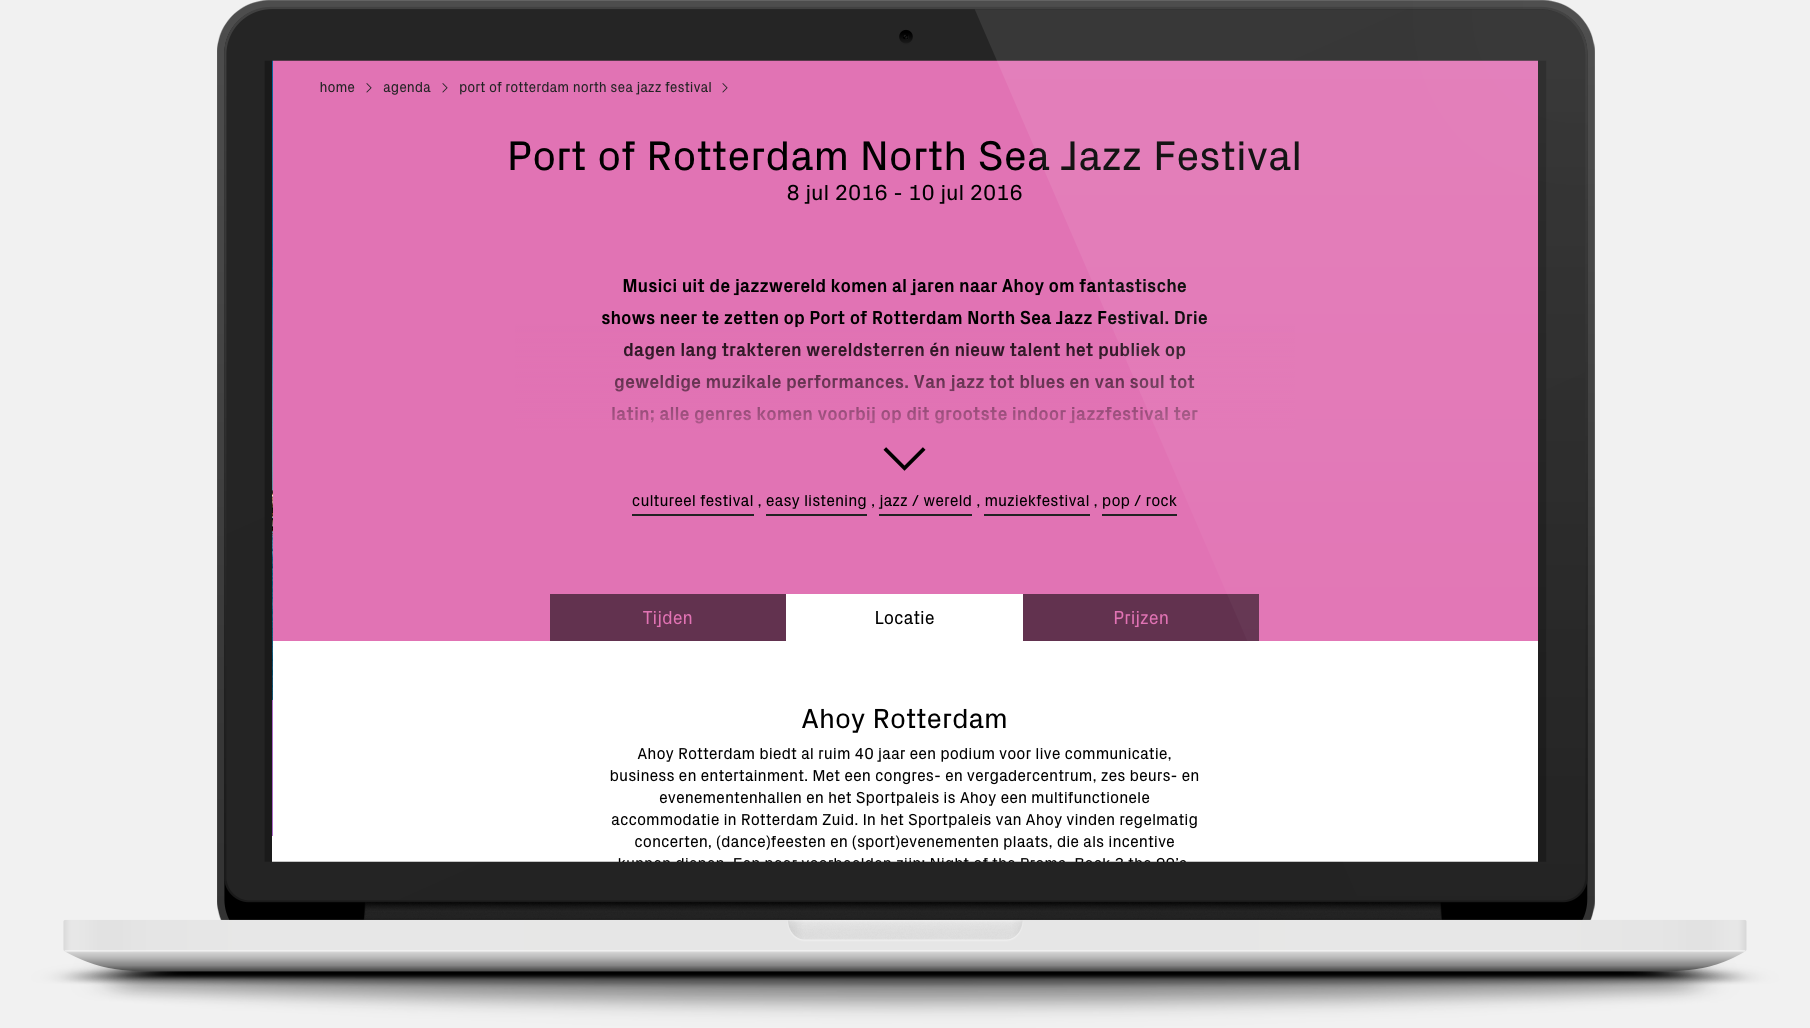 home > agenda > port of rotterdam north sea jazz festival >
Port of Rotterdam North Sea Jazz Festival
8 jul 2016 - 10 jul 2016
Musici uit de jazzwereld komen al jaren naar Ahoy om fantastische
shows neer te zetten op Port of Rotterdam North Sea Jazz Festival. Drie
dagen lang trakteren wereldsterren én nieuw talent het publiek op
geweldige muzikale performances. Van jazz tot blues en van soul tot
latin; alle genres komen voorbij op dit grootste indoor jazzfestival ter
cultureel festival , easy listening , jazz / wereld , muziekfestival , pop / rock
Tijden Locatie Prijzen
Ahoy Rotterdam
Ahoy Rotterdam biedt al ruim 40 jaar een podium voor live communicatie,
business en entertainment. Met een congres- en vergadercentrum, zes beurs- en
evenementenhallen en het Sportpaleis is Ahoy een multifunctionele
accommodatie in Rotterdam Zuid. In het Sportpaleis van Ahoy vinden regelmatig
concerten, (dance)feesten en (sport)evenementen plaats, die als incentive